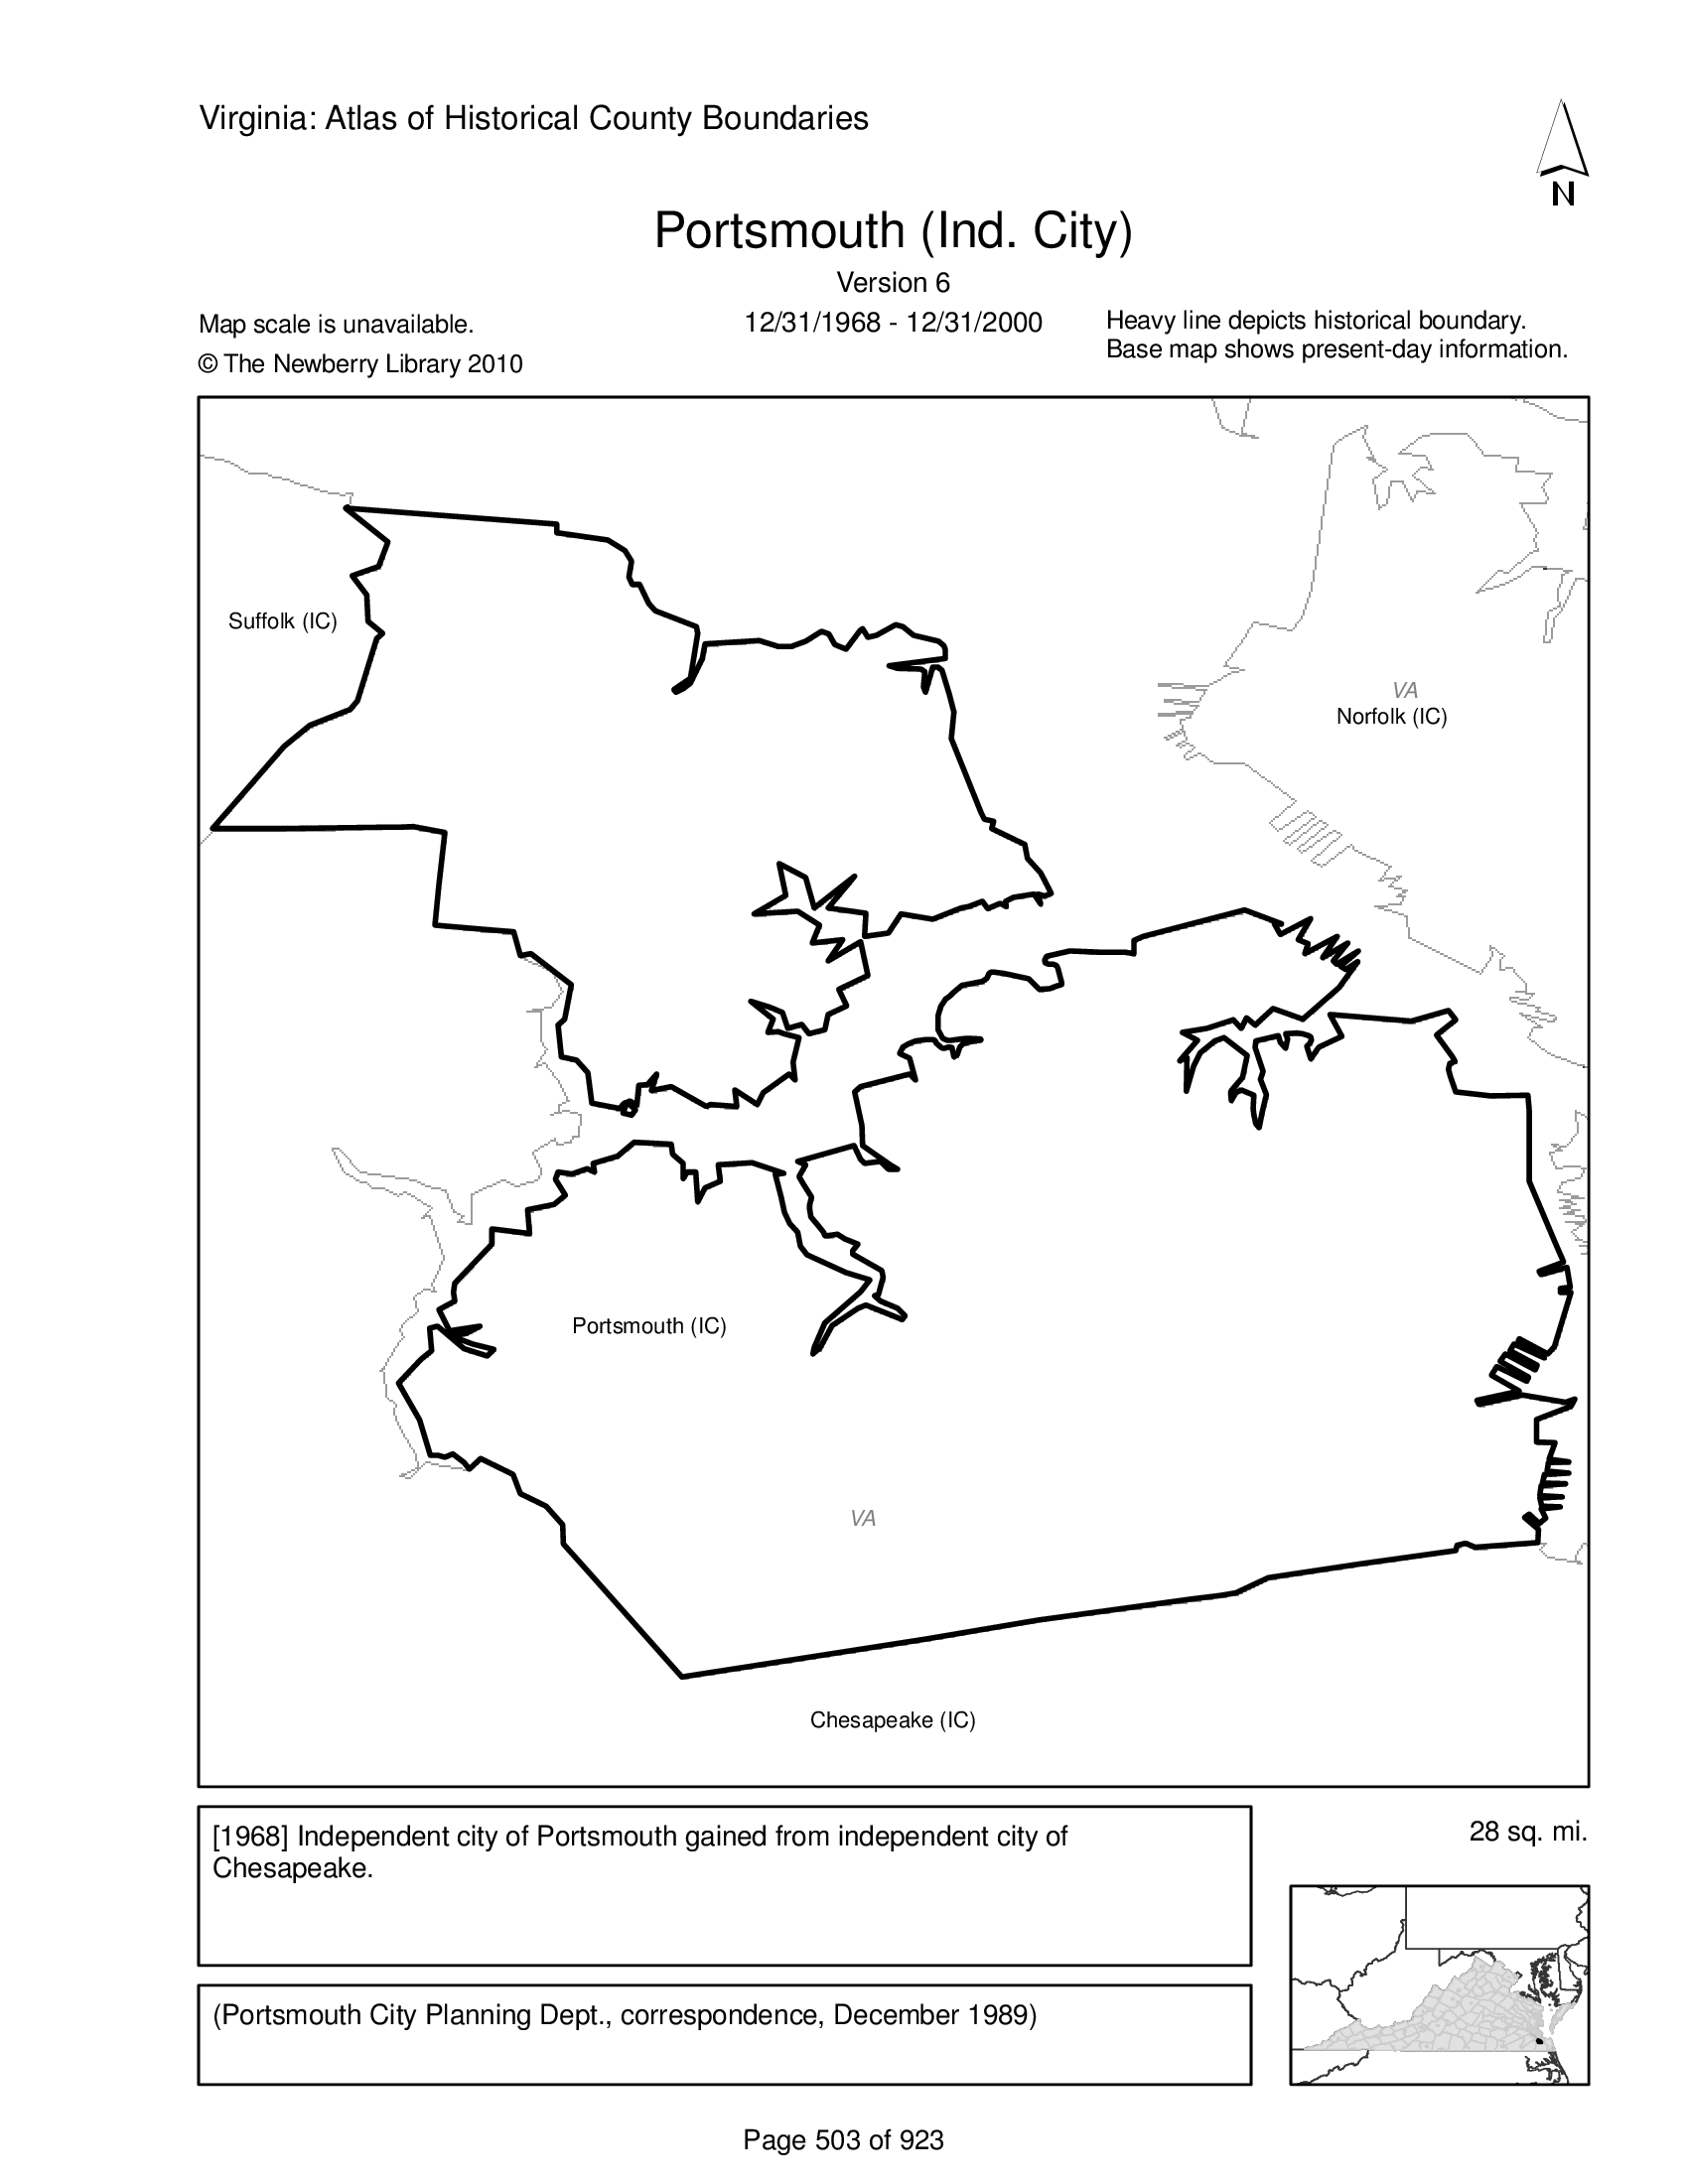 Virginia: Atlas of Historical County Boundaries
N
Portsmouth (Ind. City)
Version 6
Map scale is unavailable.
12/31/1968 - 12/31/2000
Heavy line depicts historical boundary.
© The Newberry Library 2010
Base map shows present-day information.
Suffolk (IC)
VA
Norfolk (IC)
Portsmouth (IC)
VA
Chesapeake (IC)
[1968] Independent city of Portsmouth gained from independent city of
Chesapeake.
28 sq. mi.
(Portsmouth City Planning Dept., correspondence, December 1989)
Page 503 of 923